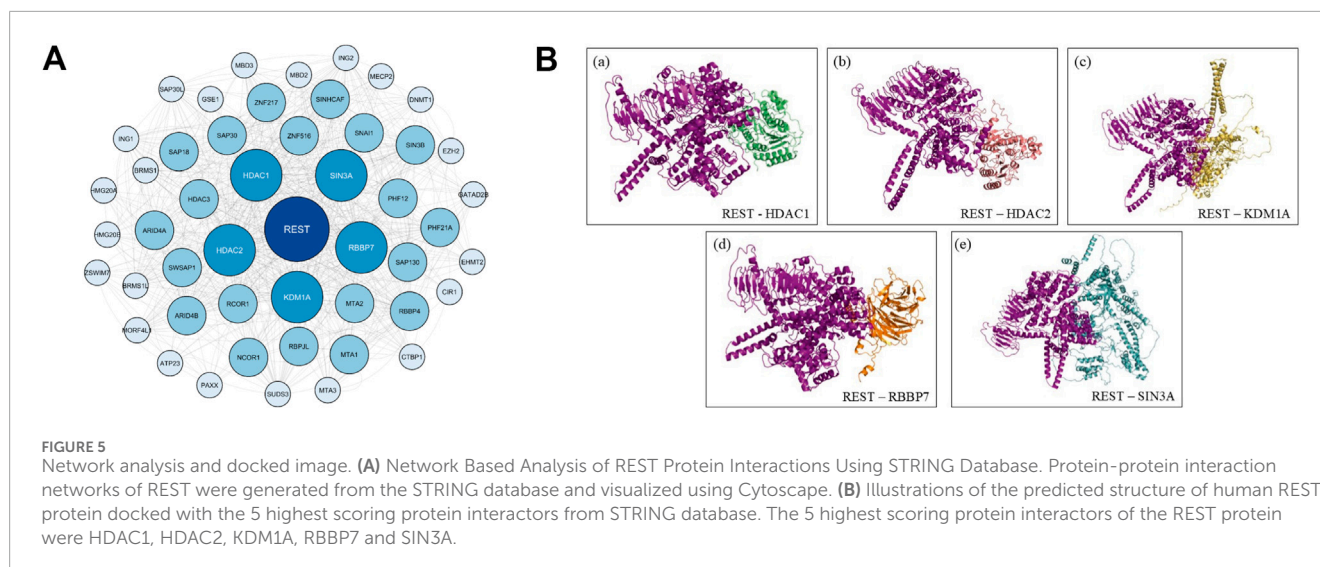 A
ING2
MBD3
MBD2
MECP2
SAP30L
GSE1
ZNF217
SINHCAF
DNMT1
ING1
SAP30
ZNF516
SNAI1
SAP18
SIN3B
EZH2
BRMS1
HDAC1
SIN3A
HMG20A
HDAC3
PHF12
GATAD2B
ARID4A
REST
PHF21A
HMG20B
HDAC2
RBBP7
EHMT2
ZSWIM7
SWSAP1
SAP130
BRMS1L
KDM1A
CIR1
ARID4B
RCOR1
MTA2
RBBP4
MORF4L1
NCOR1
RBPJL
MTA1
CTBP1
ATP23
PAXX
SUDS3
MTA3
B
(a)
REST - HDAC1
(b)
REST – HDAC2
(c)
REST – KDM1A
(d)
REST – RBBP7
(e)
REST – SIN3A
FIGURE 5
Network analysis and docked image. (A) Network Based Analysis of REST Protein Interactions Using STRING Database. Protein-protein interaction
networks of REST were generated from the STRING database and visualized using Cytoscape. (B) Illustrations of the predicted structure of human REST
protein docked with the 5 highest scoring protein interactors from STRING database. The 5 highest scoring protein interactors of the REST protein
were HDAC1, HDAC2, KDM1A, RBBP7 and SIN3A.